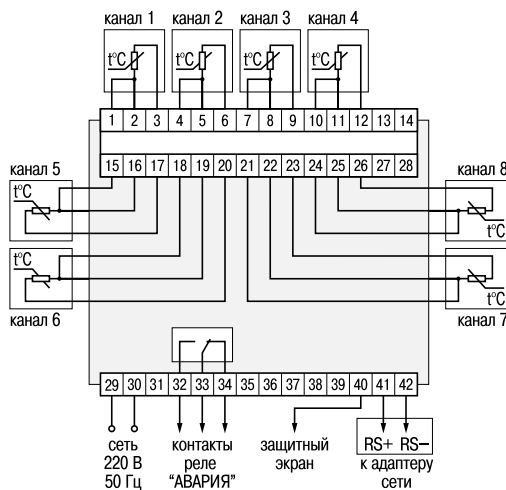 канал 1 канал 2 канал 3 канал 4
t°C t°C t°C t°C
1 2 3 4 5 6 7 8 9 10 11 12 13 14
15 16 17 18 19 20 21 22 23 24 25 26 27 28
канал 5
t°C
канал 8
t°C
t°C
канал 6
t°C
канал 7
29 30 31 32 33 34 35 36 37 38 39 40 41 42
сеть
220 В
50 Гц
контакты
реле
“АВАРИЯ”
защитный
экран
RS+ RS–
к адаптеру
сети